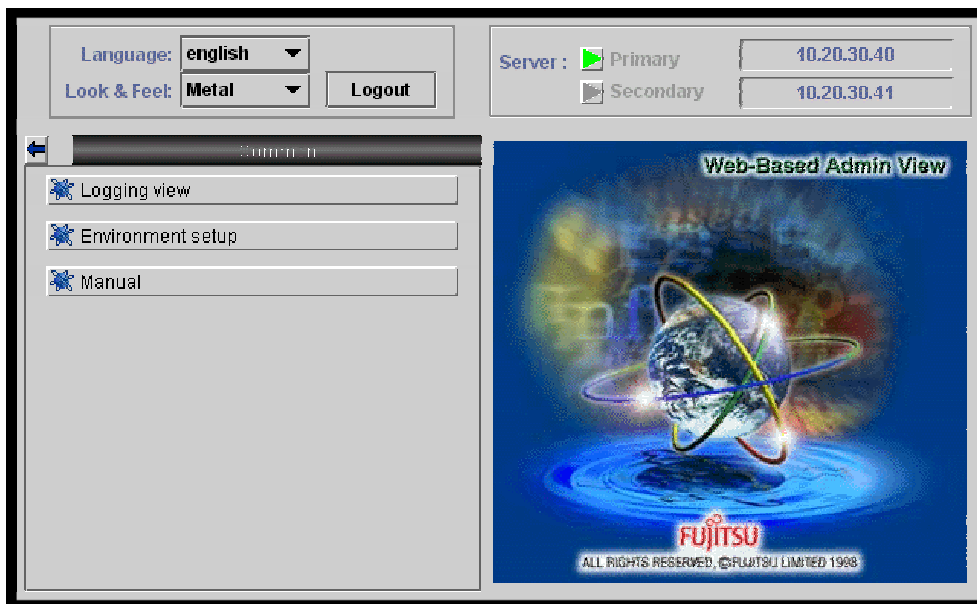 Language: english
Look & Feel: Metal Logout
Server : Primary 10.20.30.40
Secondary 10.20.30.41
Common
Logging view
Environment setup
Manual
Web-Based Admin View
FUJITSU
ALL RIGHTS RESERVED, ©FUJITSU LIMITED 1998